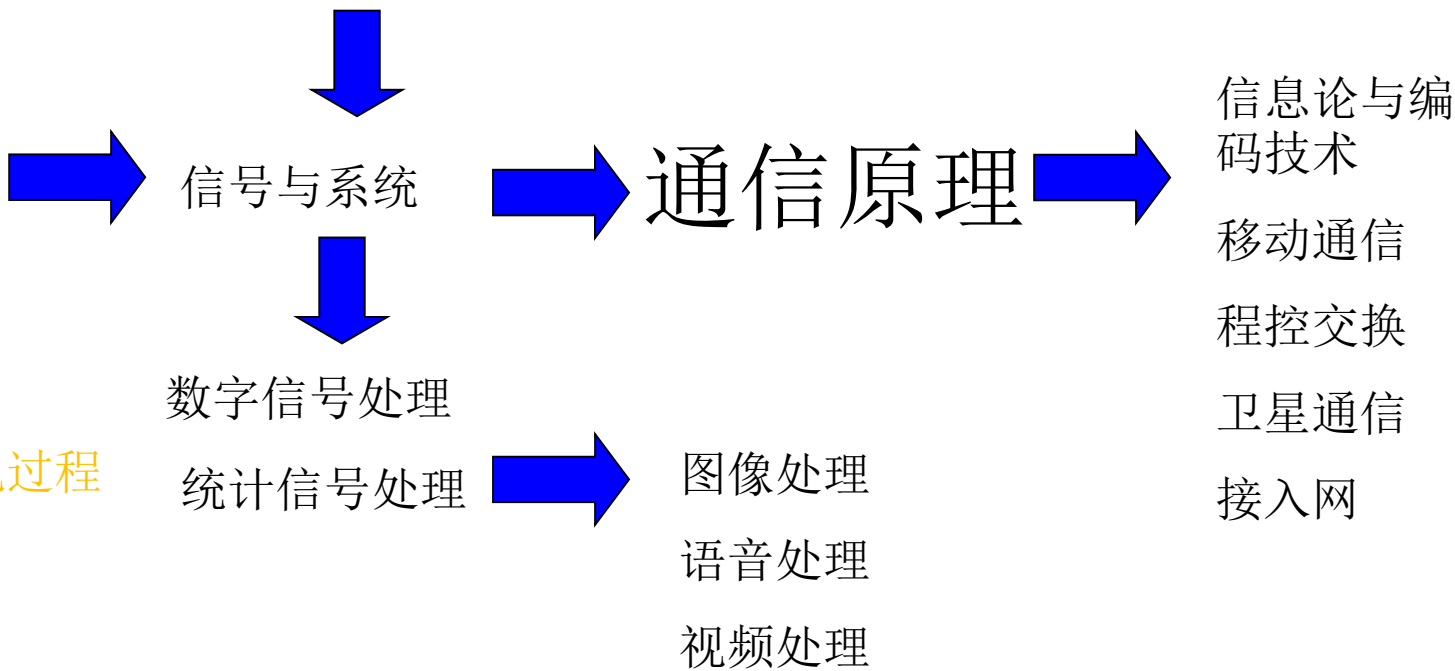 信号与系统
通信原理
信息论与编
码技术
移动通信
程控交换
卫星通信
接入网
数字信号处理
过程
统计信号处理
图像处理
语音处理
视频处理